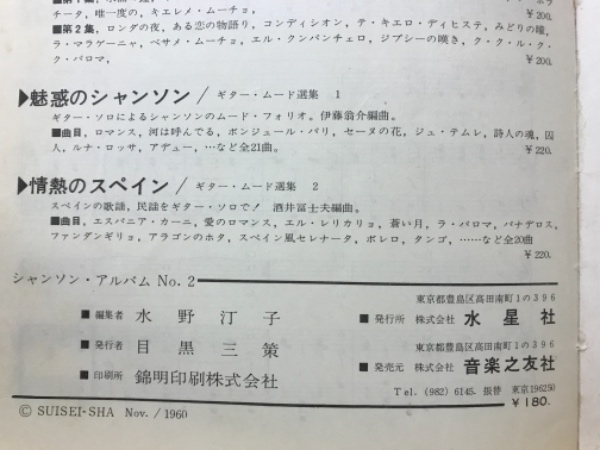 チータ，唯一度の，キエレメ・ムーチョ，
￥200.
■第2集，ロンダの夜，ある恋の物語り，コンディシオン，テ・キエロ・ディヒステ，みどりの瞳，
ラ・マラゲーニャ，ベサメ・ムーチョ，エル・クンバンチェロ，ジプシーの嘆き，ク・ク・ル・ク・
ク・パロマ，
￥200.
▶魅惑のシャンソン／ギター・ムード選集 1
ギター・ソロによるシャンソンのムード・フォリオ。伊藤翁介編曲。
■曲目，ロマンス，河は呼んでる，ボンジュール・パリ，セーヌの花，ジュ・テムレ，詩人の魂，囚
人，ルナ・ロッサ，アデュー，…など全21曲。
￥220.
▶情熱のスペイン／ギター・ムード選集 2
スペインの歌謡，民謡をギター・ソロで！ 酒井冨士夫編曲。
■曲目，エスパニア・カーニ，愛のロマンス，エル・レリカリョ，蒼い月，ラ・パロマ，パナデロス，
ファンダンギリョ，アラゴンのホタ，スペイン風セレナータ，ボレロ，タンゴ，……など全20曲
￥220.
シャンソン・アルバム No. 2
■編集者 水野汀子
■発行者 目黒三策
■印刷所 錦明印刷株式会社
東京都豊島区高田南町1の396
■発行所 株式会社 水星社
東京都豊島区高田南町1の396
■発売元 株式会社 音楽之友社
Tel. (982) 6145. 振替 東京196250
￥180.
© SUISEI-SHA Nov. / 1960